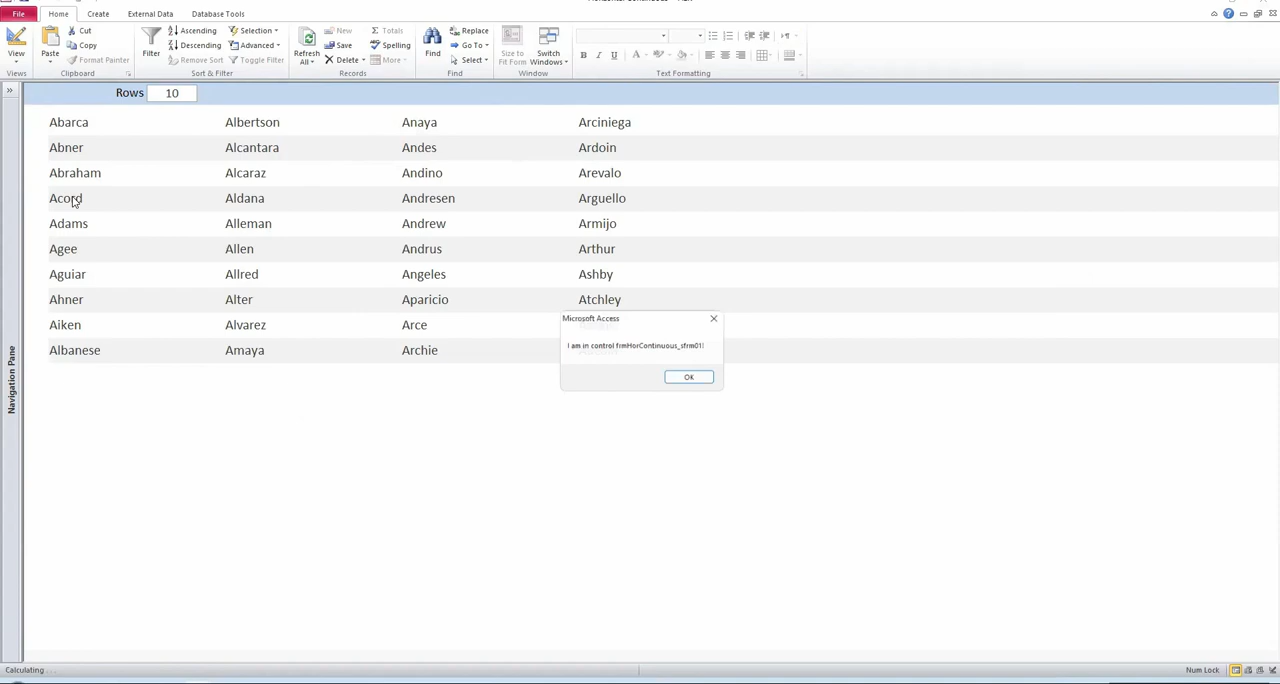 File Home Create External Data Database Tools
View
Views
Paste
Cut
Copy
Format Painter
Clipboard
Filter
Ascending
Descending
Remove Sort
Selection
Advanced
Toggle Filter
Sort & Filter
Refresh
All
New
Save
Delete
Totals
Spelling
More
Records
Find
Replace
Go To
Select
Find
Size to
Fit Form
Switch
Windows
Window
B I U A
Text Formatting
Rows 10
Abarca Albertson Anaya Arciniega
Abner Alcantara Andes Ardoin
Abraham Alcaraz Andino Arevalo
Acord Aldana Andresen Arguello
Adams Alleman Andrew Armijo
Agee Allen Andrus Arthur
Aguiar Allred Angeles Ashby
Ahner Alter Aparicio Atchley
Aiken Alvarez Arce
Albanese Amaya Archie
Microsoft Access
I am in control frmHorContinuous_sfrm01!
OK
Navigation Pane
Calculating...
Num Lock